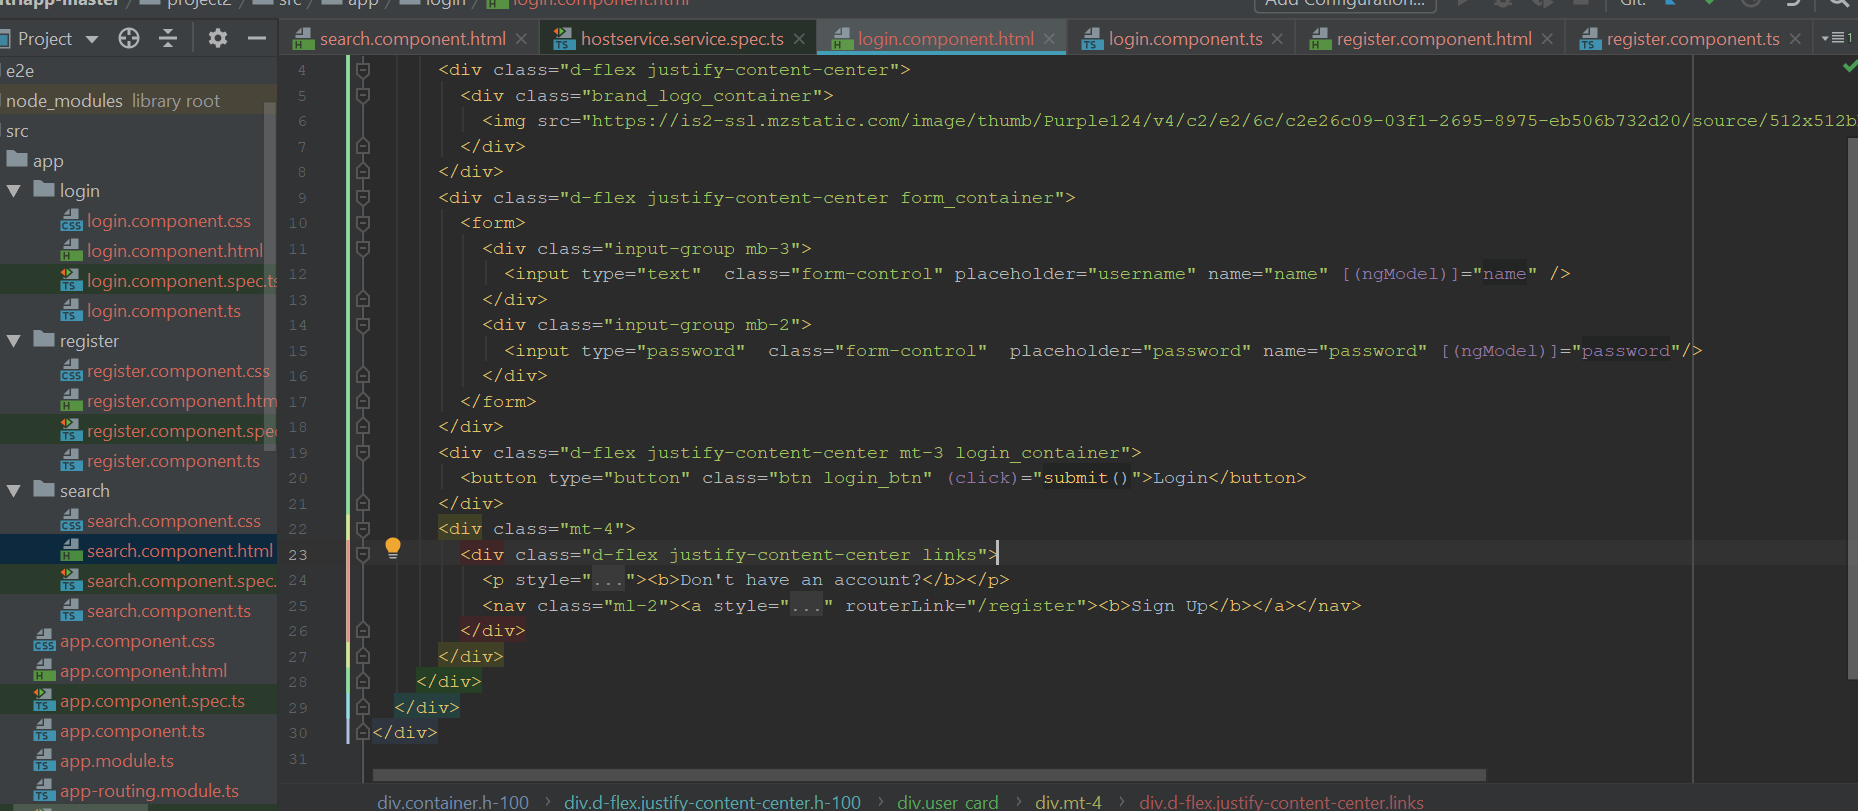 project2 / src / app / login / login.component.html Add Configuration... Git:
Project
search.component.html hostservice.service.spec.ts login.component.html login.component.ts register.component.html register.component.ts 1
e2e
node_modules library root
src
app
login
login.component.css
login.component.html
login.component.spec.ts
login.component.ts
register
register.component.css
register.component.htm
register.component.spe
register.component.ts
search
search.component.css
search.component.html
search.component.spec.
search.component.ts
app.component.css
app.component.html
app.component.spec.ts
app.component.ts
app.module.ts
app-routing.module.ts
4 <div class="d-flex justify-content-center">
5 <div class="brand_logo_container">
6 <img src="https://is2-ssl.mzstatic.com/image/thumb/Purple124/v4/c2/e2/6c/c2e26c09-03f1-2695-8975-eb506b732d20/source/512x512b
7 </div>
8 </div>
9 <div class="d-flex justify-content-center form_container">
10 <form>
11 <div class="input-group mb-3">
12 <input type="text"  class="form-control" placeholder="username" name="name" [(ngModel)]="name" />
13 </div>
14 <div class="input-group mb-2">
15 <input type="password"  class="form-control"  placeholder="password" name="password" [(ngModel)]="password"/>
16 </div>
17 </form>
18 </div>
19 <div class="d-flex justify-content-center mt-3 login_container">
20 <button type="button" class="btn login_btn" (click)="submit()">Login</button>
21 </div>
22 <div class="mt-4">
23 <div class="d-flex justify-content-center links">
24 <p style="..."><b>Don't have an account?</b></p>
25 <nav class="ml-2"><a style="..." routerLink="/register"><b>Sign Up</b></a></nav>
26 </div>
27 </div>
28 </div>
29 </div>
30 </div>
31
div.container.h-100 › div.d-flex.justify-content-center.h-100 › div.user_card › div.mt-4 › div.d-flex.justify-content-center.links